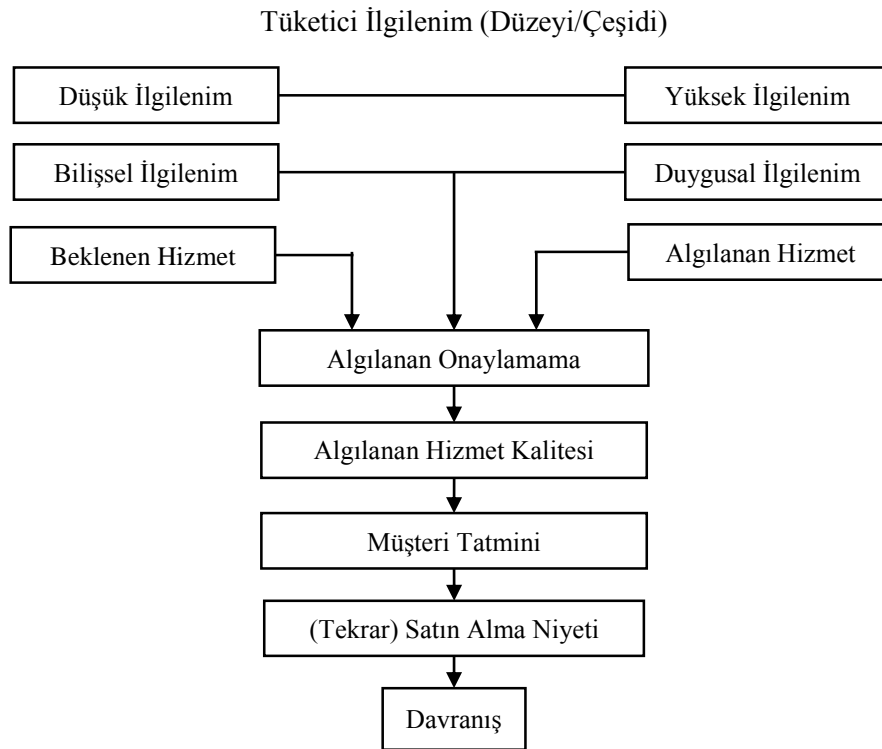 Tüketici İlgilenim (Düzeyi/Çeşidi)
Düşük İlgilenim
Yüksek İlgilenim
Bilişsel İlgilenim
Duygusal İlgilenim
Beklenen Hizmet
Algılanan Hizmet
Algılanan Onaylamama
Algılanan Hizmet Kalitesi
Müşteri Tatmini
(Tekrar) Satın Alma Niyeti
Davranış